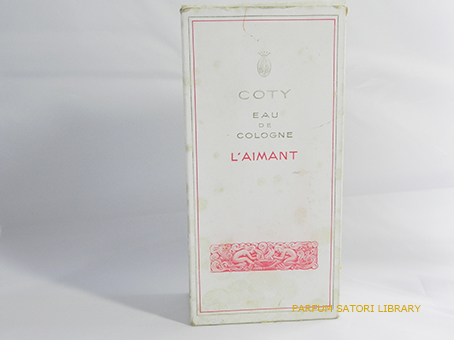 COTY
EAU
DE
COLOGNE
L'AIMANT
PARFUM SATORI LIBRARY